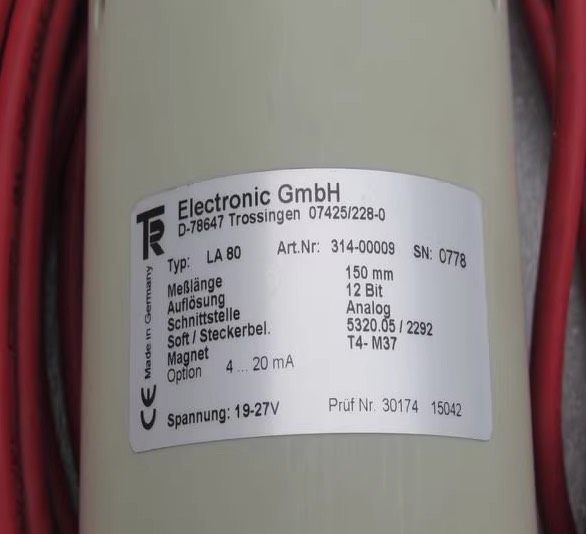 TR Electronic GmbH
D-78647 Trossingen 07425/228-0
Typ: LA 80 Art.Nr: 314-00009 SN: 0778
Meßlänge 150 mm
Auflösung 12 Bit
Schnittstelle Analog
Soft / Steckerbel. 5320.05 / 2292
Magnet T4- M37
Option 4 ... 20 mA
Spannung: 19-27V Prüf Nr. 30174 15042
CE Made in Germany